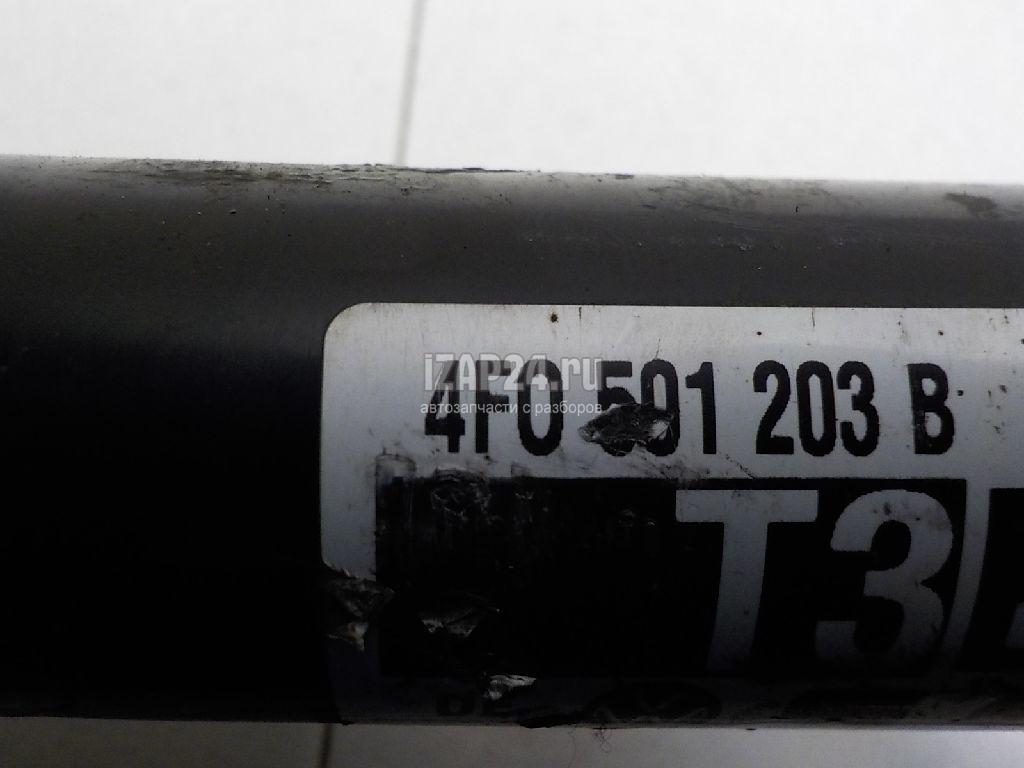 iZAP24.ru
4F0 501 203 B
автозапчасти с разборов
T3